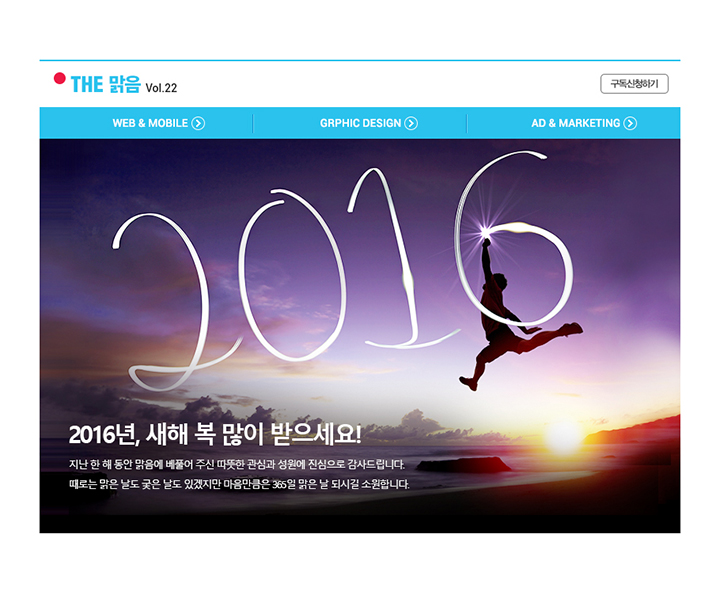 THE 맑음 Vol.22
구독신청하기
WEB & MOBILE
GRPHIC DESIGN
AD & MARKETING
2016
2016년, 새해 복 많이 받으세요!
지난 한 해 동안 맑음에 베풀어 주신 따뜻한 관심과 성원에 진심으로 감사드립니다.
때로는 맑은 날도 궂은 날도 있겠지만 마음만큼은 365일 맑은 날 되시길 소원합니다.